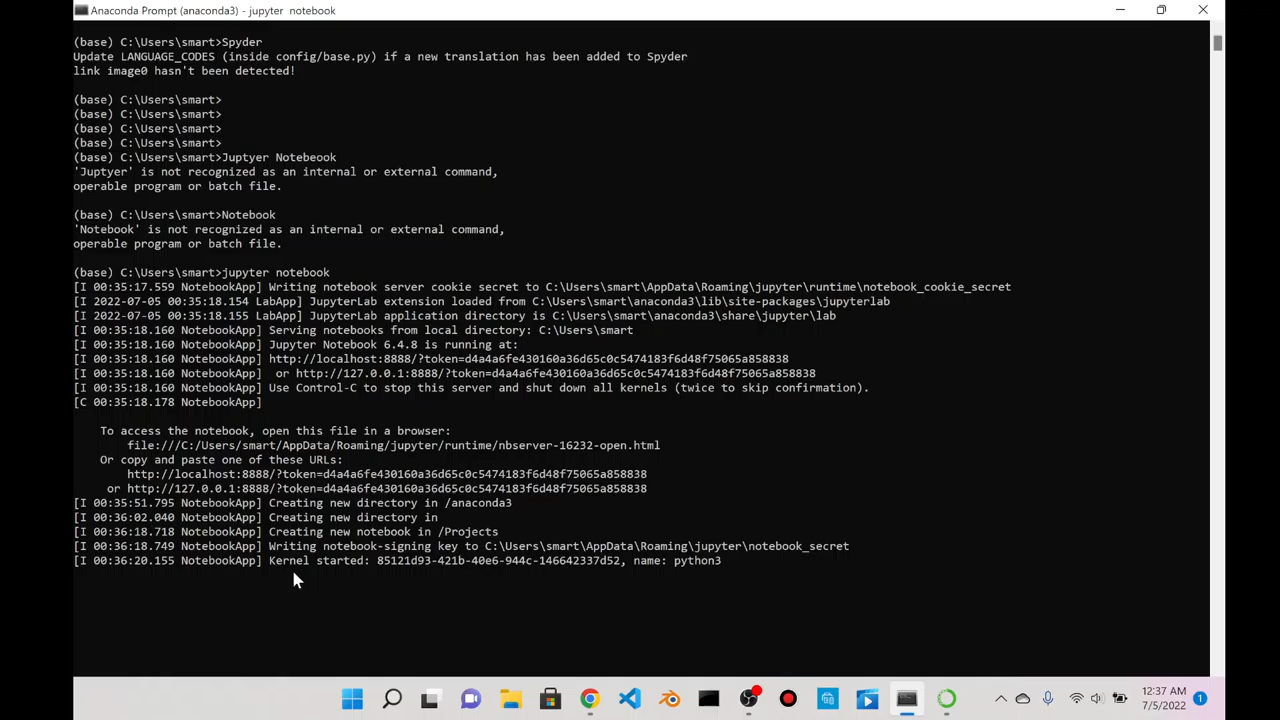 Anaconda Prompt (anaconda3) - jupyter  notebook
(base) C:\Users\smart>Spyder
Update LANGUAGE_CODES (inside config/base.py) if a new translation has been added to Spyder
link image0 hasn't been detected!
(base) C:\Users\smart>
(base) C:\Users\smart>
(base) C:\Users\smart>
(base) C:\Users\smart>
(base) C:\Users\smart>Juptyer Notebeook
'Juptyer' is not recognized as an internal or external command,
operable program or batch file.
(base) C:\Users\smart>Notebook
'Notebook' is not recognized as an internal or external command,
operable program or batch file.
(base) C:\Users\smart>jupyter notebook
[I 00:35:17.559 NotebookApp] Writing notebook server cookie secret to C:\Users\smart\AppData\Roaming\jupyter\runtime\notebook_cookie_secret
[I 2022-07-05 00:35:18.154 LabApp] JupyterLab extension loaded from C:\Users\smart\anaconda3\lib\site-packages\jupyterlab
[I 2022-07-05 00:35:18.155 LabApp] JupyterLab application directory is C:\Users\smart\anaconda3\share\jupyter\lab
[I 00:35:18.160 NotebookApp] Serving notebooks from local directory: C:\Users\smart
[I 00:35:18.160 NotebookApp] Jupyter Notebook 6.4.8 is running at:
[I 00:35:18.160 NotebookApp] http://localhost:8888/?token=d4a4a6fe430160a36d65c0c5474183f6d48f75065a858838
[I 00:35:18.160 NotebookApp]  or http://127.0.0.1:8888/?token=d4a4a6fe430160a36d65c0c5474183f6d48f75065a858838
[I 00:35:18.160 NotebookApp] Use Control-C to stop this server and shut down all kernels (twice to skip confirmation).
[C 00:35:18.178 NotebookApp]
To access the notebook, open this file in a browser:
file:///C:/Users/smart/AppData/Roaming/jupyter/runtime/nbserver-16232-open.html
Or copy and paste one of these URLs:
http://localhost:8888/?token=d4a4a6fe430160a36d65c0c5474183f6d48f75065a858838
or http://127.0.0.1:8888/?token=d4a4a6fe430160a36d65c0c5474183f6d48f75065a858838
[I 00:35:51.795 NotebookApp] Creating new directory in /anaconda3
[I 00:36:02.040 NotebookApp] Creating new directory in
[I 00:36:18.718 NotebookApp] Creating new notebook in /Projects
[I 00:36:18.749 NotebookApp] Writing notebook-signing key to C:\Users\smart\AppData\Roaming\jupyter\notebook_secret
[I 00:36:20.155 NotebookApp] Kernel started: 85121d93-421b-40e6-944c-146642337d52, name: python3
12:37 AM
7/5/2022
1